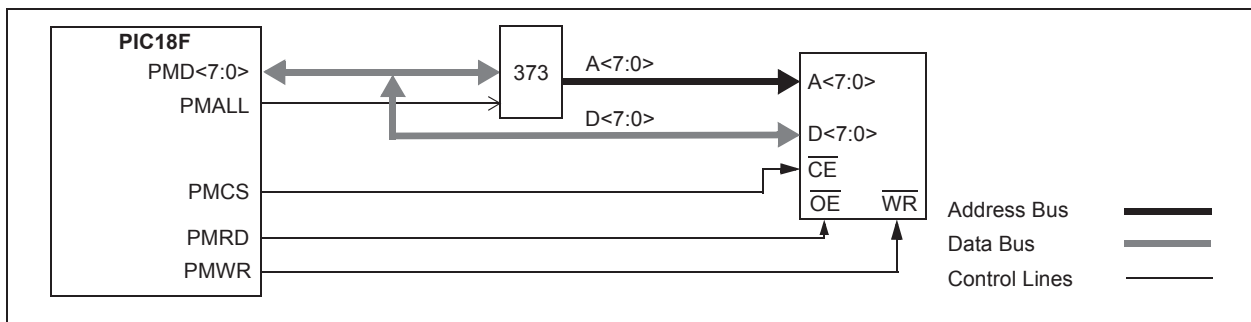 PIC18F
PMD<7:0>
PMALL
PMCS
PMRD
PMWR
373
A<7:0>
D<7:0>
A<7:0>
D<7:0>
CE
OE WR
Address Bus
Data Bus
Control Lines